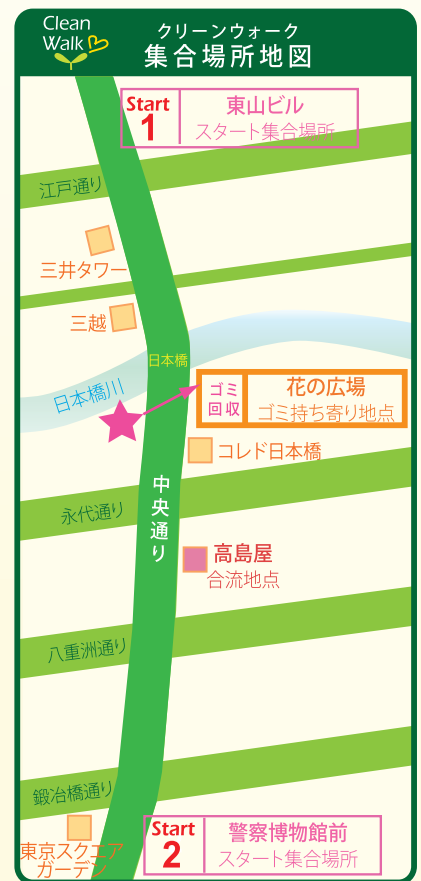 Clean
Walk
クリーンウォーク
集合場所地図
Start
1
東山ビル
スタート集合場所
江戸通り
三井タワー
三越
日本橋
日本橋川
ゴミ
回収
花の広場
ゴミ持ち寄り地点
コレド日本橋
中央通り
永代通り
高島屋
合流地点
八重洲通り
鍛冶橋通り
東京スクエア
ガーデン
Start
2
警察博物館前
スタート集合場所